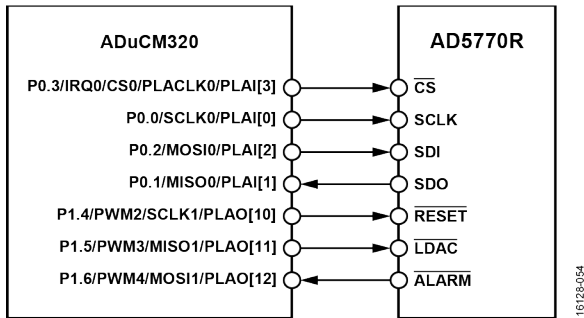 ADuCM320 AD5770R
P0.3/IRQ0/CS0/PLACLK0/PLAI[3] CS
P0.0/SCLK0/PLAI[0] SCLK
P0.2/MOSI0/PLAI[2] SDI
P0.1/MISO0/PLAI[1] SDO
P1.4/PWM2/SCLK1/PLAO[10] RESET
P1.5/PWM3/MISO1/PLAO[11] LDAC
P1.6/PWM4/MOSI1/PLAO[12] ALARM
16128-054